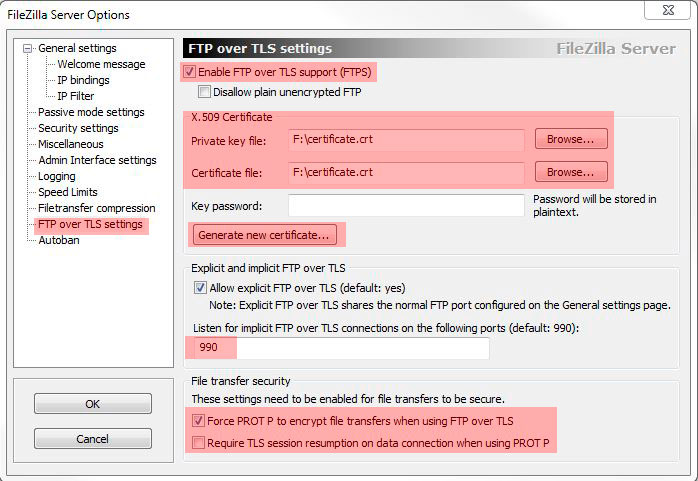 FileZilla Server Options
General settings
Welcome message
IP bindings
IP Filter
Passive mode settings
Security settings
Miscellaneous
Admin Interface settings
Logging
Speed Limits
Filetransfer compression
FTP over TLS settings
Autoban
OK
Cancel
FTP over TLS settings
FileZilla Server
Enable FTP over TLS support (FTPS)
Disallow plain unencrypted FTP
X.509 Certificate
Private key file: F:\certificate.crt Browse...
Certificate file: F:\certificate.crt Browse...
Key password:
Password will be stored in
plaintext.
Generate new certificate...
Explicit and implicit FTP over TLS
Allow explicit FTP over TLS (default: yes)
Note: Explicit FTP over TLS shares the normal FTP port configured on the General settings page.
Listen for implicit FTP over TLS connections on the following ports (default: 990):
990
File transfer security
These settings need to be enabled for file transfers to be secure.
Force PROT P to encrypt file transfers when using FTP over TLS
Require TLS session resumption on data connection when using PROT P